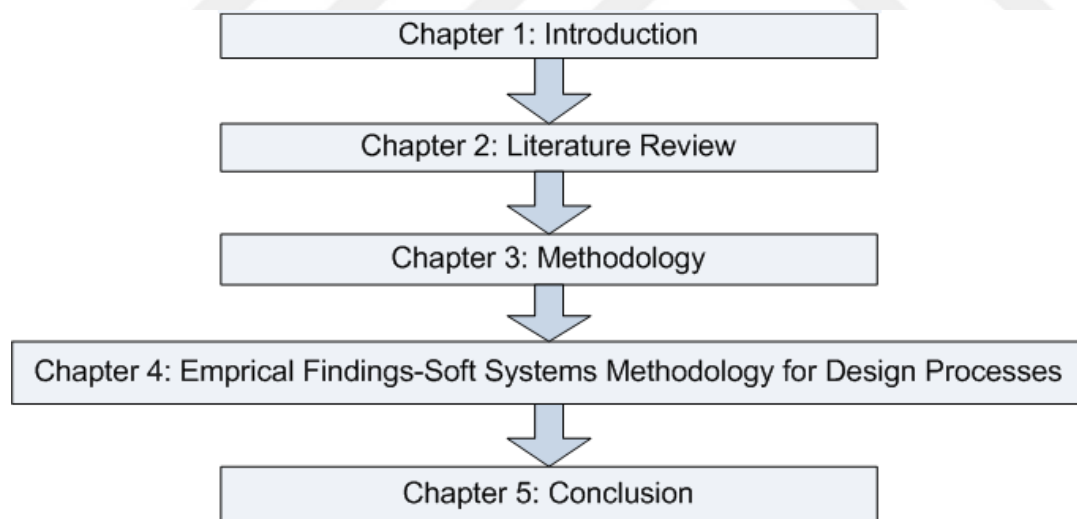 Chapter 1: Introduction
Chapter 2: Literature Review
Chapter 3: Methodology
Chapter 4: Emprical Findings-Soft Systems Methodology for Design Processes
Chapter 5: Conclusion